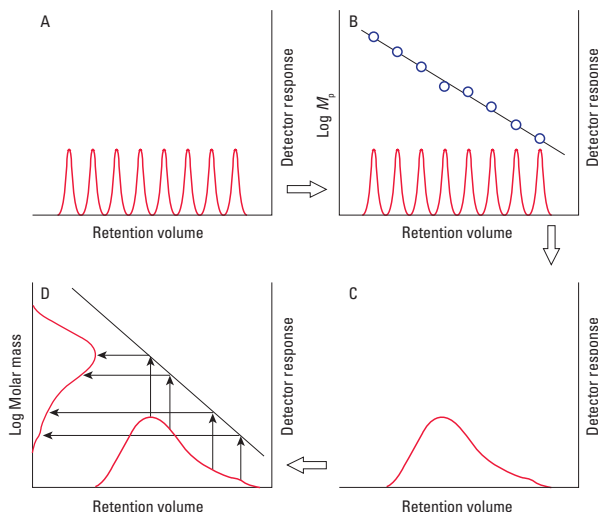 A
Detector response
Retention volume
B
Log Mp
Detector response
Retention volume
D
Log Molar mass
Detector response
Retention volume
C
Detector response
Retention volume